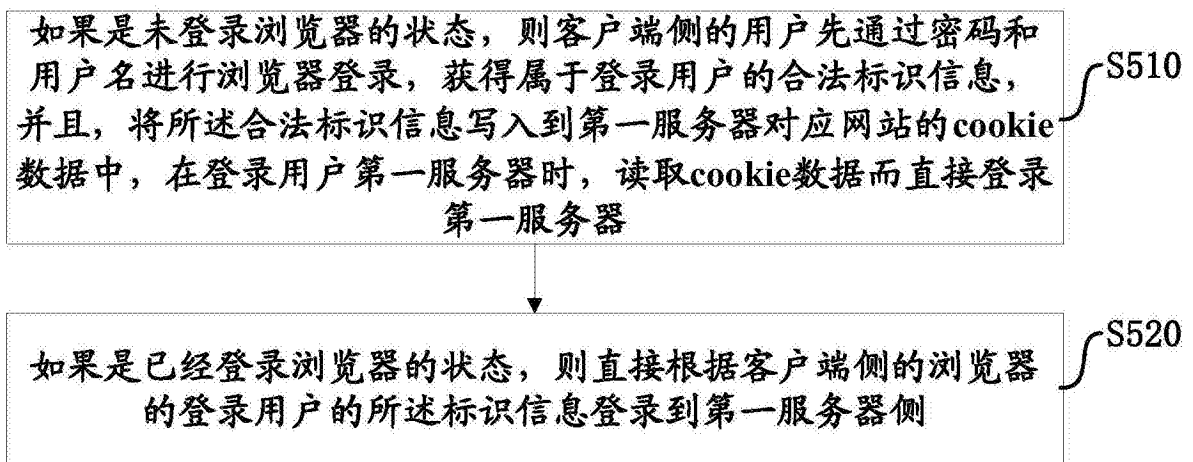 如果是未登录浏览器的状态，则客户端侧的用户先通过密码和
用户名进行浏览器登录，获得属于登录用户的合法标识信息，
并且，将所述合法标识信息写入到第一服务器对应网站的cookie
数据中，在登录用户第一服务器时，读取cookie数据而直接登录
第一服务器
S510
如果是已经登录浏览器的状态，则直接根据客户端侧的浏览器
的登录用户的所述标识信息登录到第一服务器侧
S520